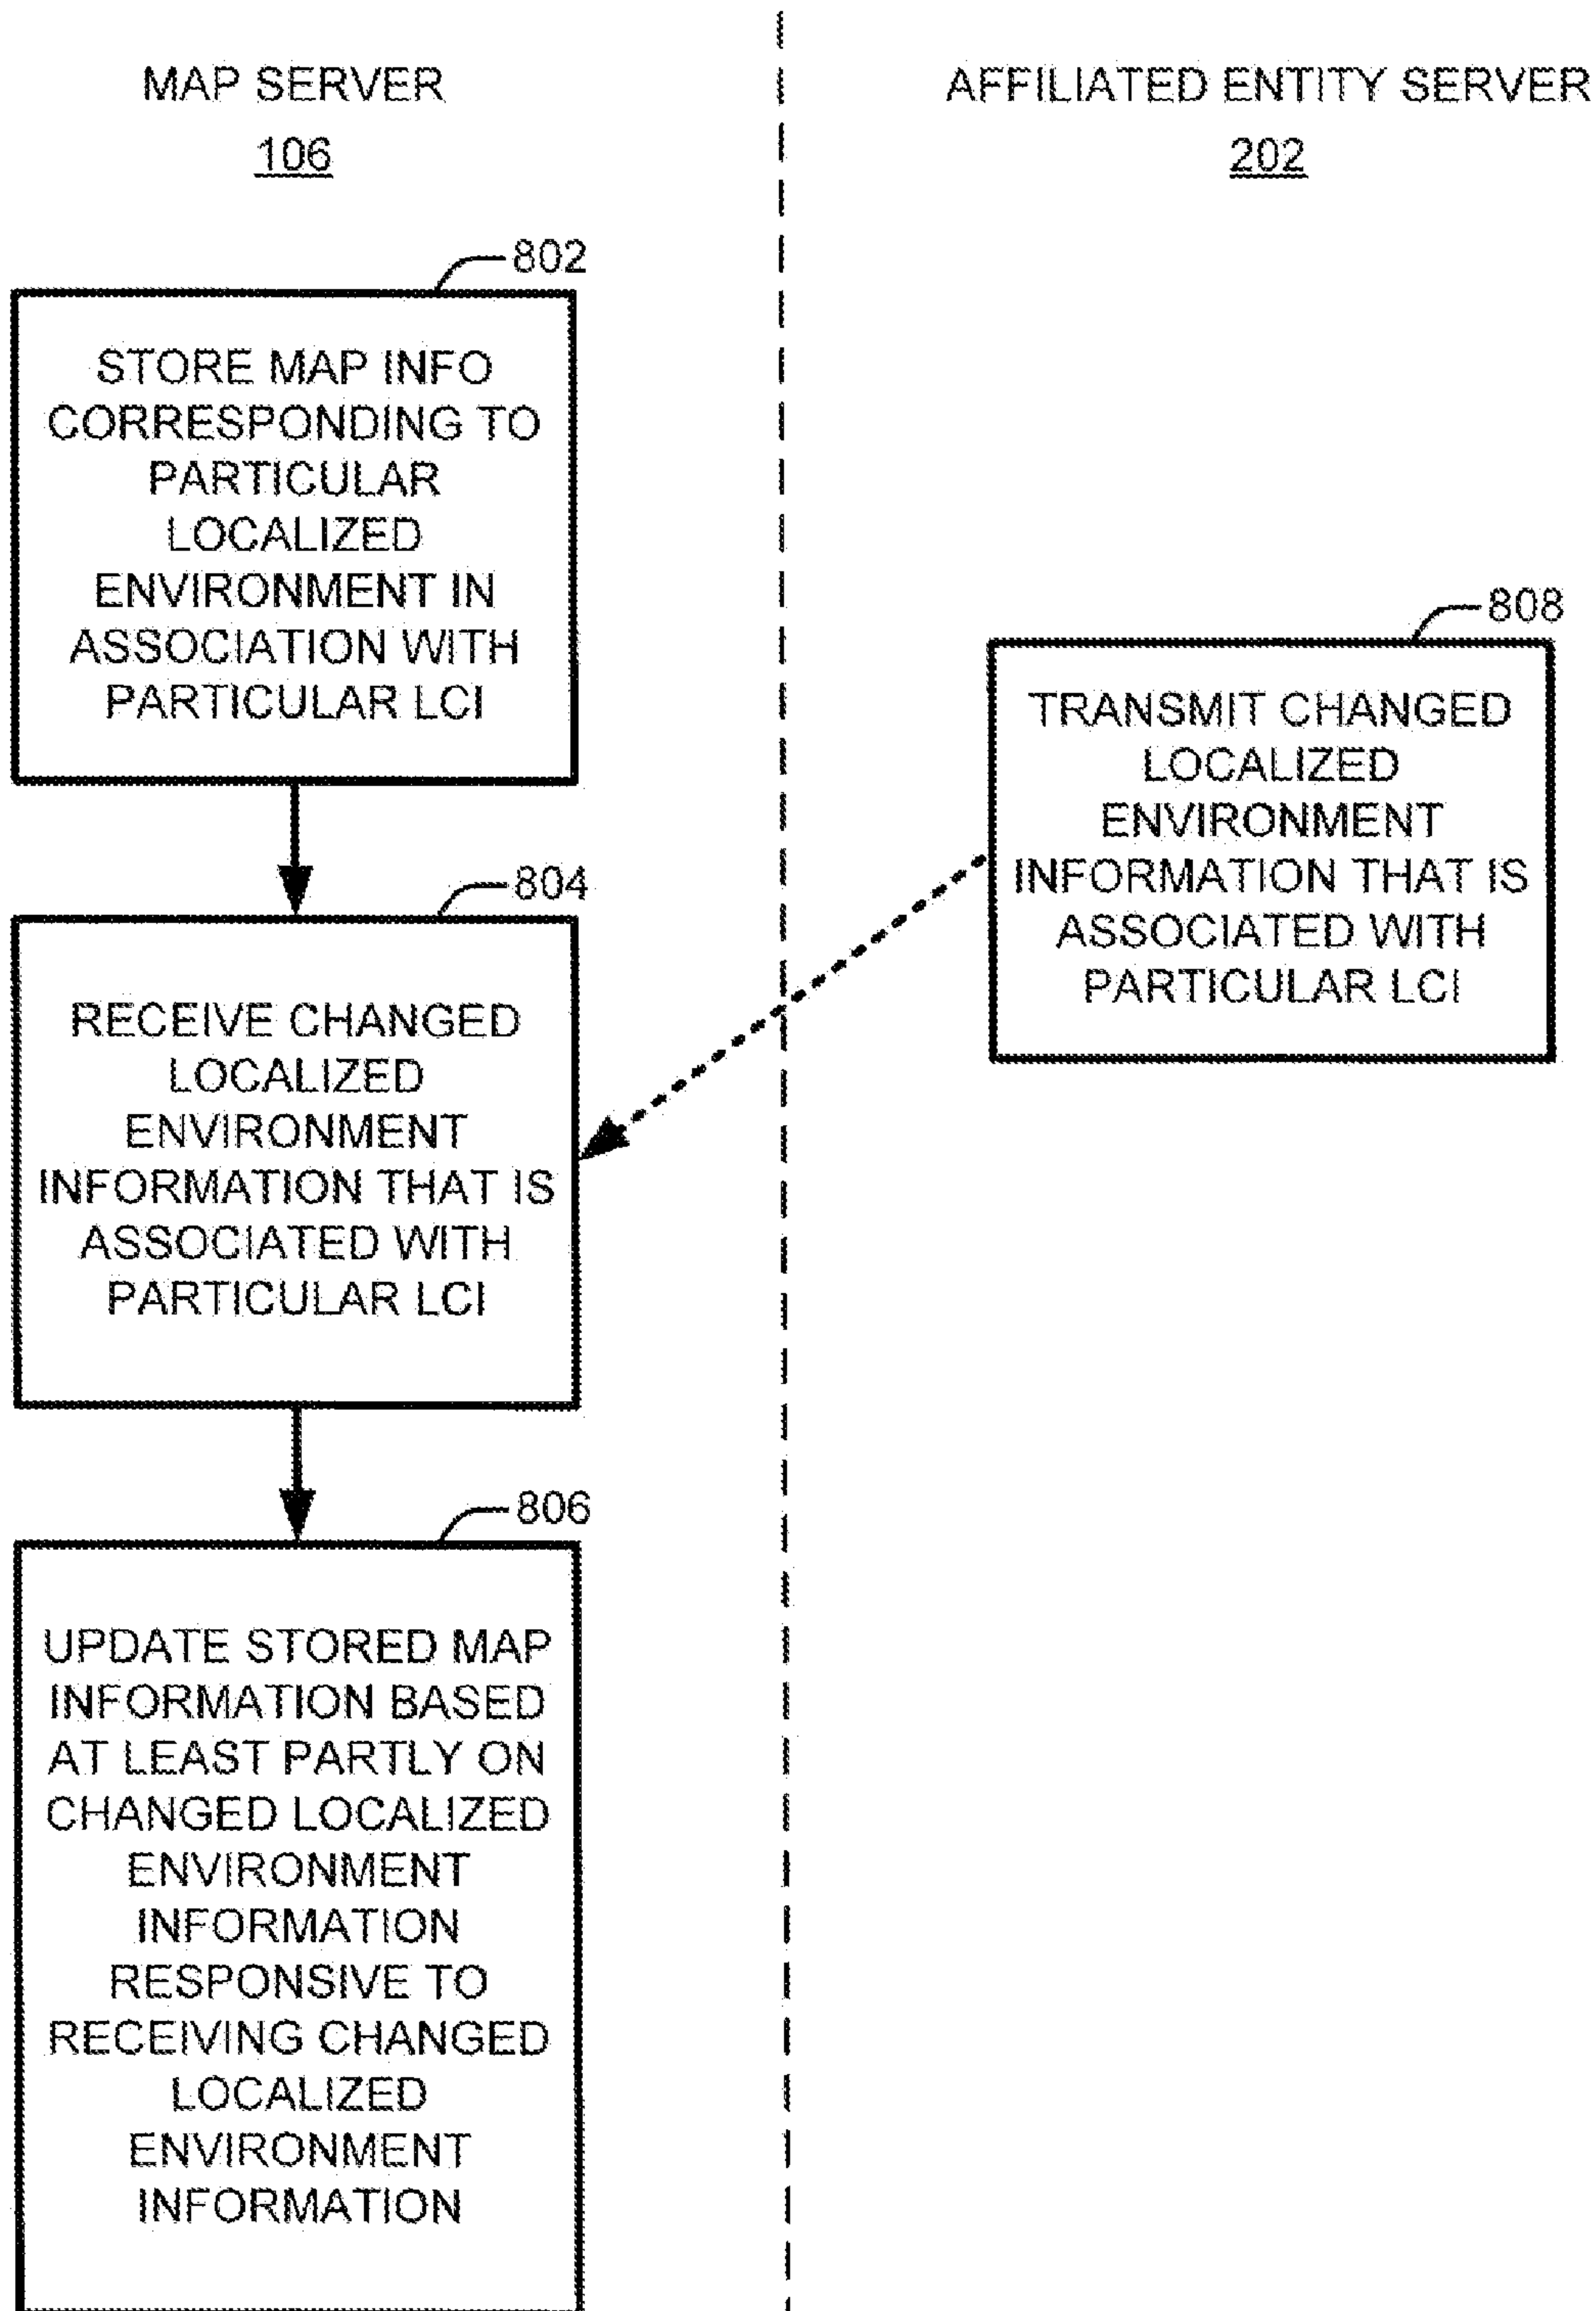 MAP SERVER
106
AFFILIATED ENTITY SERVER
202
802
STORE MAP INFO
CORRESPONDING TO
PARTICULAR
LOCALIZED
ENVIRONMENT IN
ASSOCIATION WITH
PARTICULAR LCI
804
RECEIVE CHANGED
LOCALIZED
ENVIRONMENT
INFORMATION THAT IS
ASSOCIATED WITH
PARTICULAR LCI
806
UPDATE STORED MAP
INFORMATION BASED
AT LEAST PARTLY ON
CHANGED LOCALIZED
ENVIRONMENT
INFORMATION
RESPONSIVE TO
RECEIVING CHANGED
LOCALIZED
ENVIRONMENT
INFORMATION
808
TRANSMIT CHANGED
LOCALIZED
ENVIRONMENT
INFORMATION THAT IS
ASSOCIATED WITH
PARTICULAR LCI